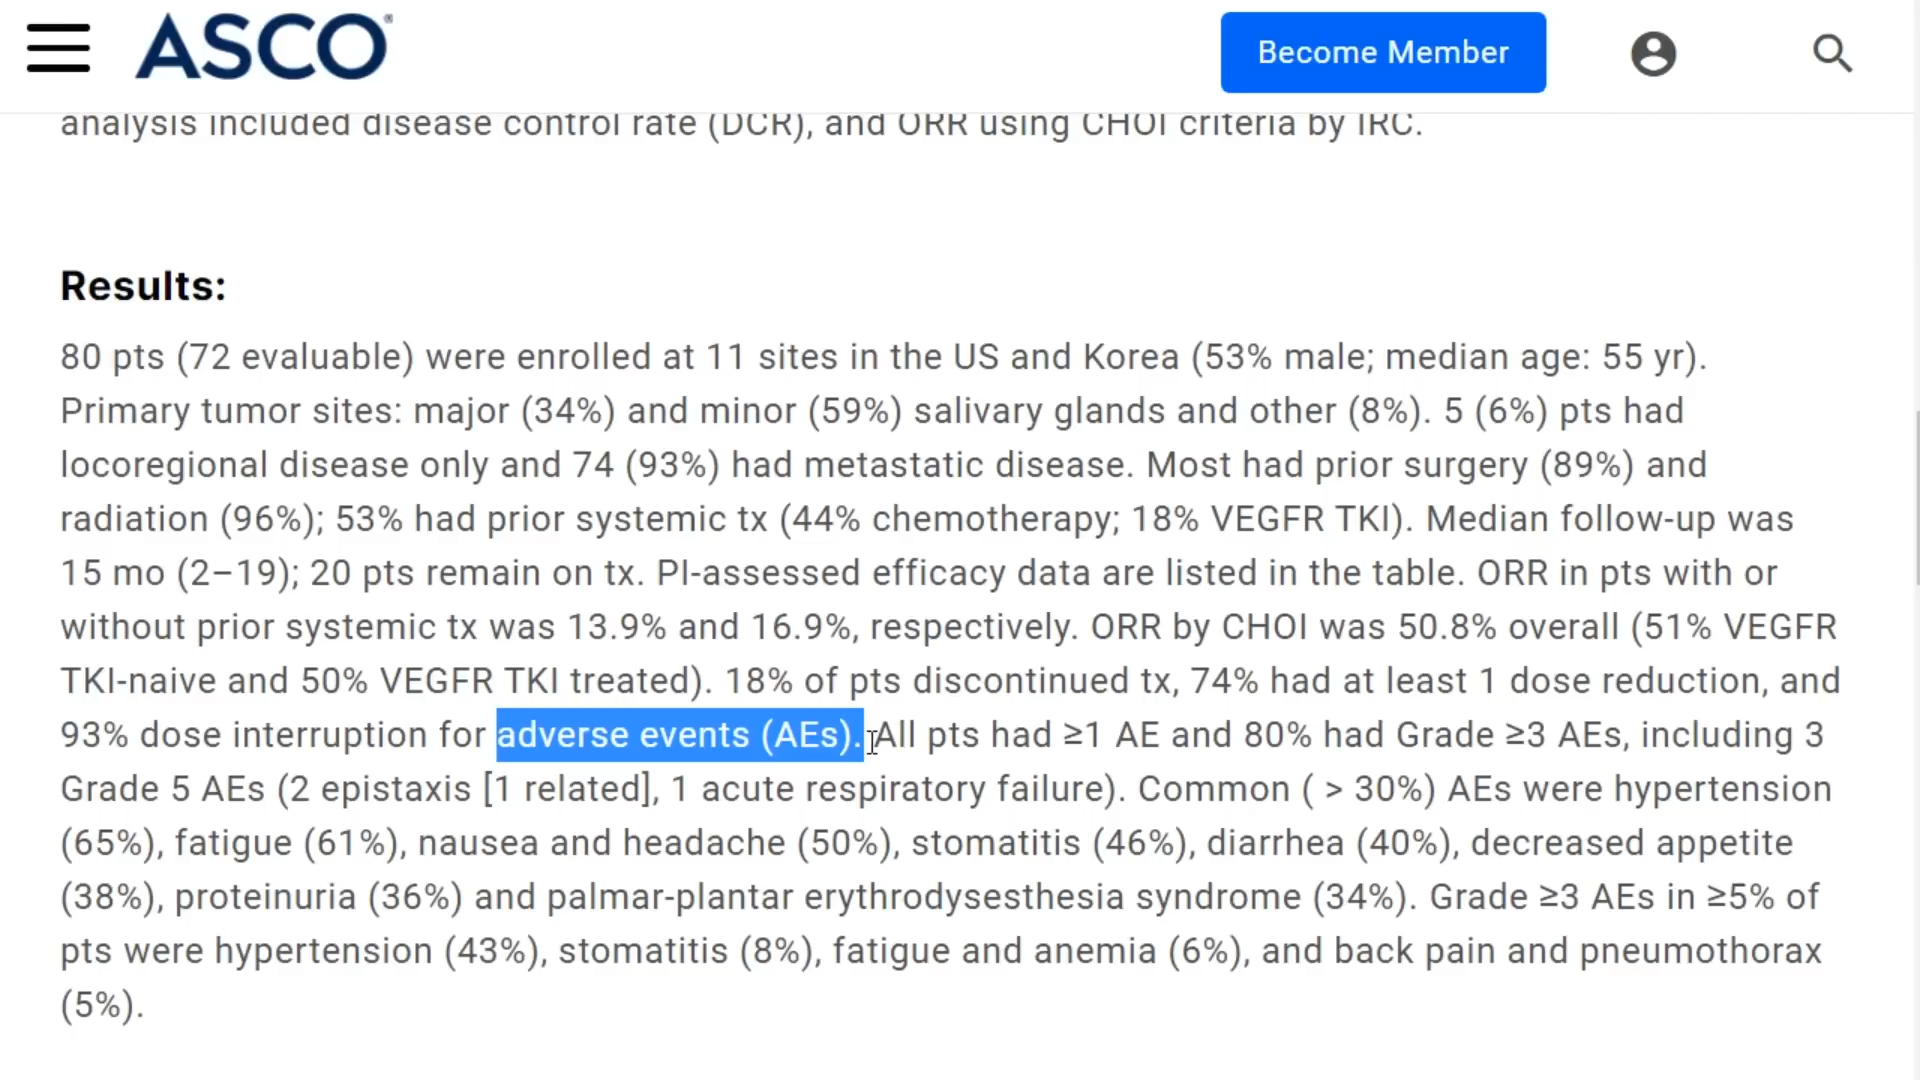 ASCO®
Become Member
analysis included disease control rate (DCR), and ORR using CHOI criteria by IRC.
Results:
80 pts (72 evaluable) were enrolled at 11 sites in the US and Korea (53% male; median age: 55 yr).
Primary tumor sites: major (34%) and minor (59%) salivary glands and other (8%). 5 (6%) pts had
locoregional disease only and 74 (93%) had metastatic disease. Most had prior surgery (89%) and
radiation (96%); 53% had prior systemic tx (44% chemotherapy; 18% VEGFR TKI). Median follow-up was
15 mo (2–19); 20 pts remain on tx. PI-assessed efficacy data are listed in the table. ORR in pts with or
without prior systemic tx was 13.9% and 16.9%, respectively. ORR by CHOI was 50.8% overall (51% VEGFR
TKI-naive and 50% VEGFR TKI treated). 18% of pts discontinued tx, 74% had at least 1 dose reduction, and
93% dose interruption for adverse events (AEs). All pts had ≥1 AE and 80% had Grade ≥3 AEs, including 3
Grade 5 AEs (2 epistaxis [1 related], 1 acute respiratory failure). Common ( > 30%) AEs were hypertension
(65%), fatigue (61%), nausea and headache (50%), stomatitis (46%), diarrhea (40%), decreased appetite
(38%), proteinuria (36%) and palmar-plantar erythrodysesthesia syndrome (34%). Grade ≥3 AEs in ≥5% of
pts were hypertension (43%), stomatitis (8%), fatigue and anemia (6%), and back pain and pneumothorax
(5%).